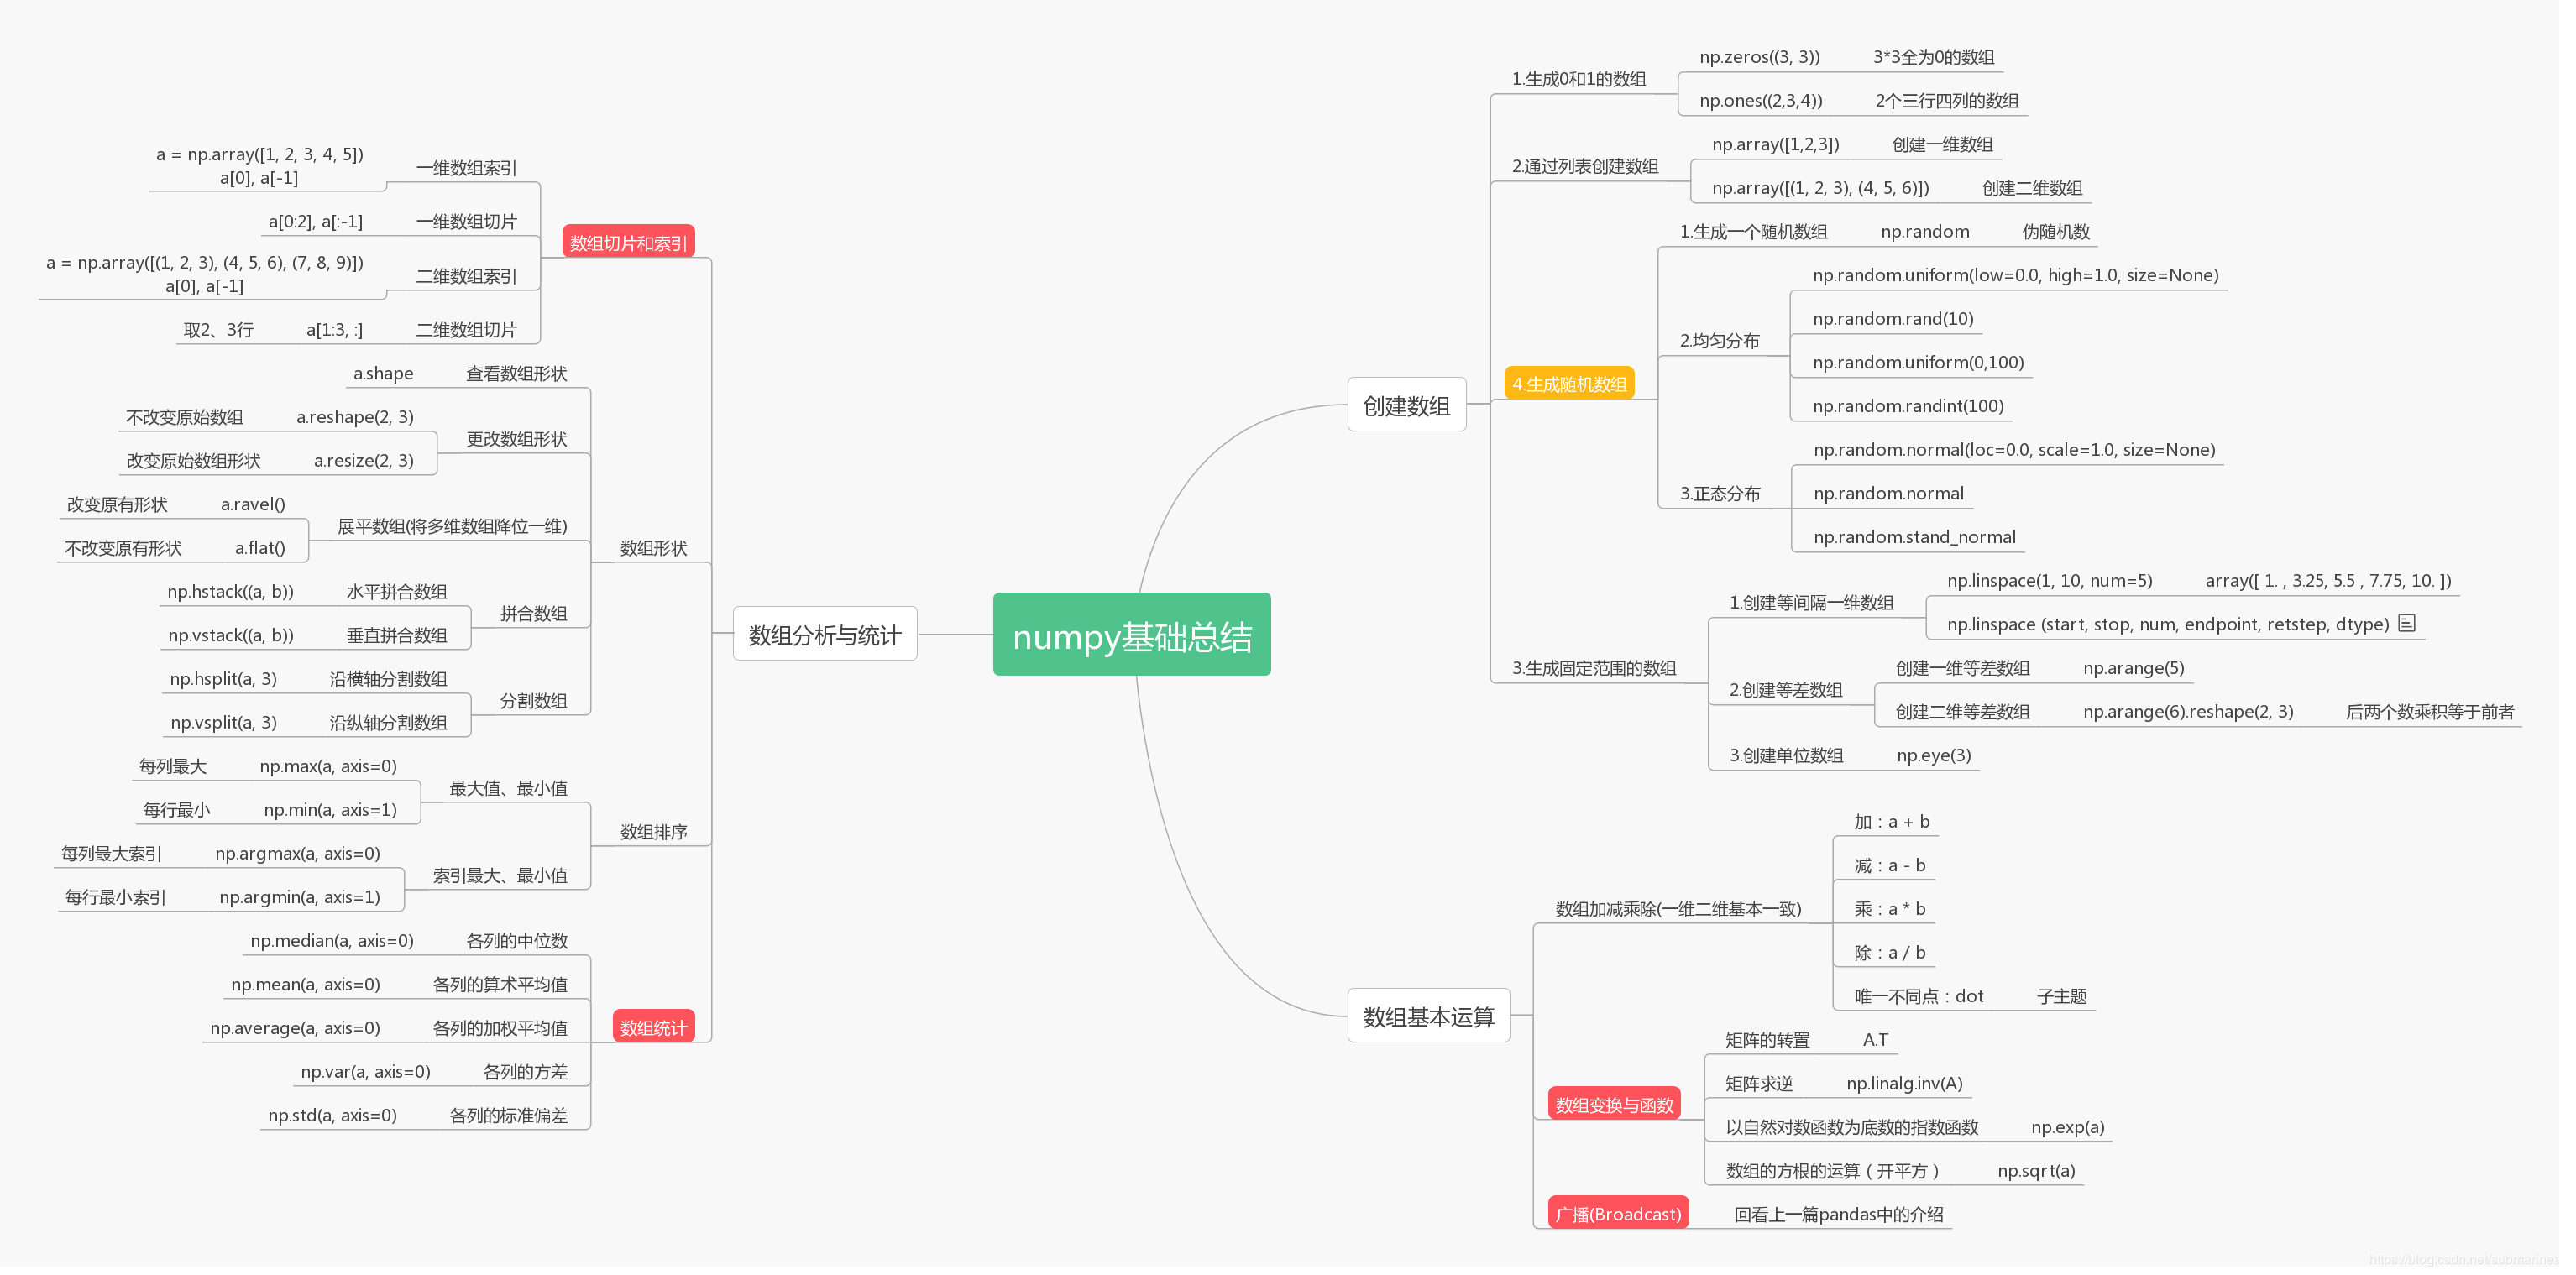 numpy基础总结
创建数组
1.生成0和1的数组
np.zeros((3, 3))
3*3全为0的数组
np.ones((2,3,4))
2个三行四列的数组
2.通过列表创建数组
np.array([1,2,3])
创建一维数组
np.array([(1, 2, 3), (4, 5, 6)])
创建二维数组
4.生成随机数组
1.生成一个随机数组
np.random
伪随机数
2.均匀分布
np.random.uniform(low=0.0, high=1.0, size=None)
np.random.rand(10)
np.random.uniform(0,100)
np.random.randint(100)
3.正态分布
np.random.normal(loc=0.0, scale=1.0, size=None)
np.random.normal
np.random.stand_normal
3.生成固定范围的数组
1.创建等间隔一维数组
np.linspace(1, 10, num=5)
array([ 1. , 3.25, 5.5 , 7.75, 10. ])
np.linspace (start, stop, num, endpoint, retstep, dtype)
2.创建等差数组
创建一维等差数组
np.arange(5)
创建二维等差数组
np.arange(6).reshape(2, 3)
后两个数乘积等于前者
3.创建单位数组
np.eye(3)
数组基本运算
数组加减乘除(一维二维基本一致)
加：a + b
减：a - b
乘：a * b
除：a / b
唯一不同点：dot
子主题
数组变换与函数
矩阵的转置
A.T
矩阵求逆
np.linalg.inv(A)
以自然对数函数为底数的指数函数
np.exp(a)
数组的方根的运算（开平方）
np.sqrt(a)
广播(Broadcast)
回看上一篇pandas中的介绍
数组分析与统计
数组切片和索引
一维数组索引
a = np.array([1, 2, 3, 4, 5])
a[0], a[-1]
一维数组切片
a[0:2], a[:-1]
二维数组索引
a = np.array([(1, 2, 3), (4, 5, 6), (7, 8, 9)])
a[0], a[-1]
二维数组切片
a[1:3, :]
取2、3行
数组形状
查看数组形状
a.shape
更改数组形状
a.reshape(2, 3)
不改变原始数组
a.resize(2, 3)
改变原始数组形状
展平数组(将多维数组降位一维)
a.ravel()
改变原有形状
a.flat()
不改变原有形状
拼合数组
水平拼合数组
np.hstack((a, b))
垂直拼合数组
np.vstack((a, b))
分割数组
沿横轴分割数组
np.hsplit(a, 3)
沿纵轴分割数组
np.vsplit(a, 3)
数组排序
最大值、最小值
np.max(a, axis=0)
每列最大
np.min(a, axis=1)
每行最小
索引最大、最小值
np.argmax(a, axis=0)
每列最大索引
np.argmin(a, axis=1)
每行最小索引
数组统计
各列的中位数
np.median(a, axis=0)
各列的算术平均值
np.mean(a, axis=0)
各列的加权平均值
np.average(a, axis=0)
各列的方差
np.var(a, axis=0)
各列的标准偏差
np.std(a, axis=0)
https://blog.csdn.net/submarines